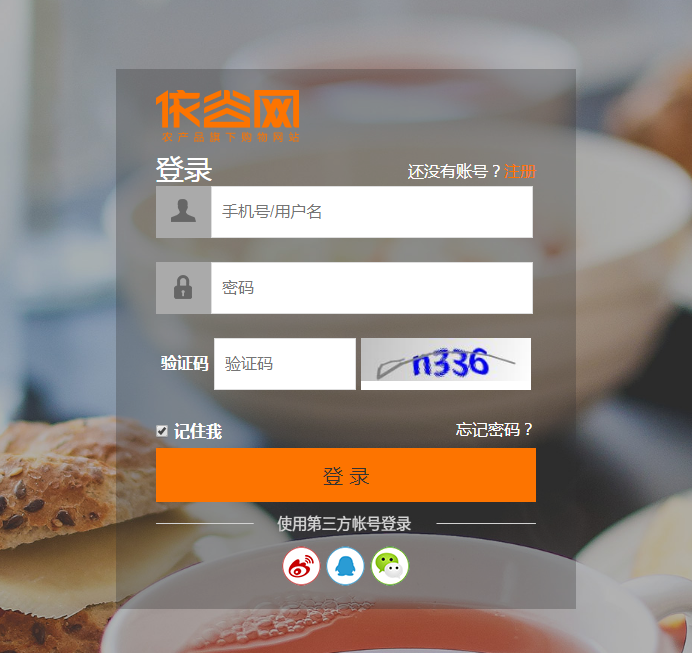 依谷网
农产品旗下购物网站
登录
还没有账号？注册
手机号/用户名
密码
验证码 验证码 n336
记住我 忘记密码？
登 录
使用第三方帐号登录